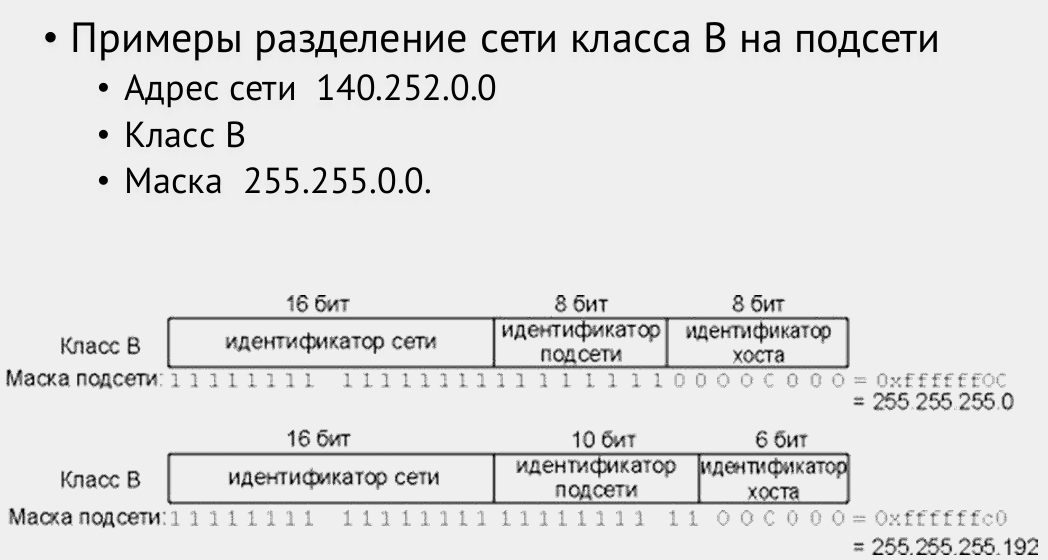 • Примеры разделение сети класса В на подсети
• Адрес сети 140.252.0.0
• Класс В
• Маска 255.255.0.0.
16 бит 8 бит 8 бит
Класс В идентификатор сети идентификатор подсети идентификатор хоста
Маска подсети: 1 1 1 1 1 1 1 1 1 1 1 1 1 1 1 1 1 1 1 1 1 1 1 1 0 0 0 0 C 0 0 0 = 0xffffff0C
= 255.255.255.0
16 бит 10 бит 6 бит
Класс В идентификатор сети идентификатор подсети идентификатор хоста
Маска подсети: 1 1 1 1 1 1 1 1 1 1 1 1 1 1 1 1 1 1 1 1 1 1 1 1 1 1 0 0 C 0 0 0 = 0xffffffc0
= 255.255.255.192